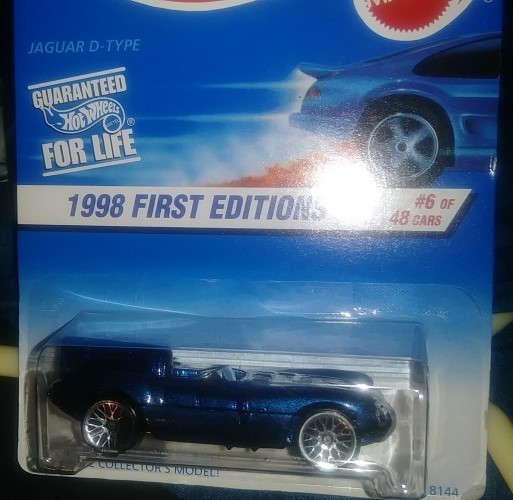 JAGUAR D-TYPE
GUARANTEED
Hot Wheels
FOR LIFE
1998 FIRST EDITIONS
#6 OF
48 CARS
COLLECTOR'S MODEL!
8144